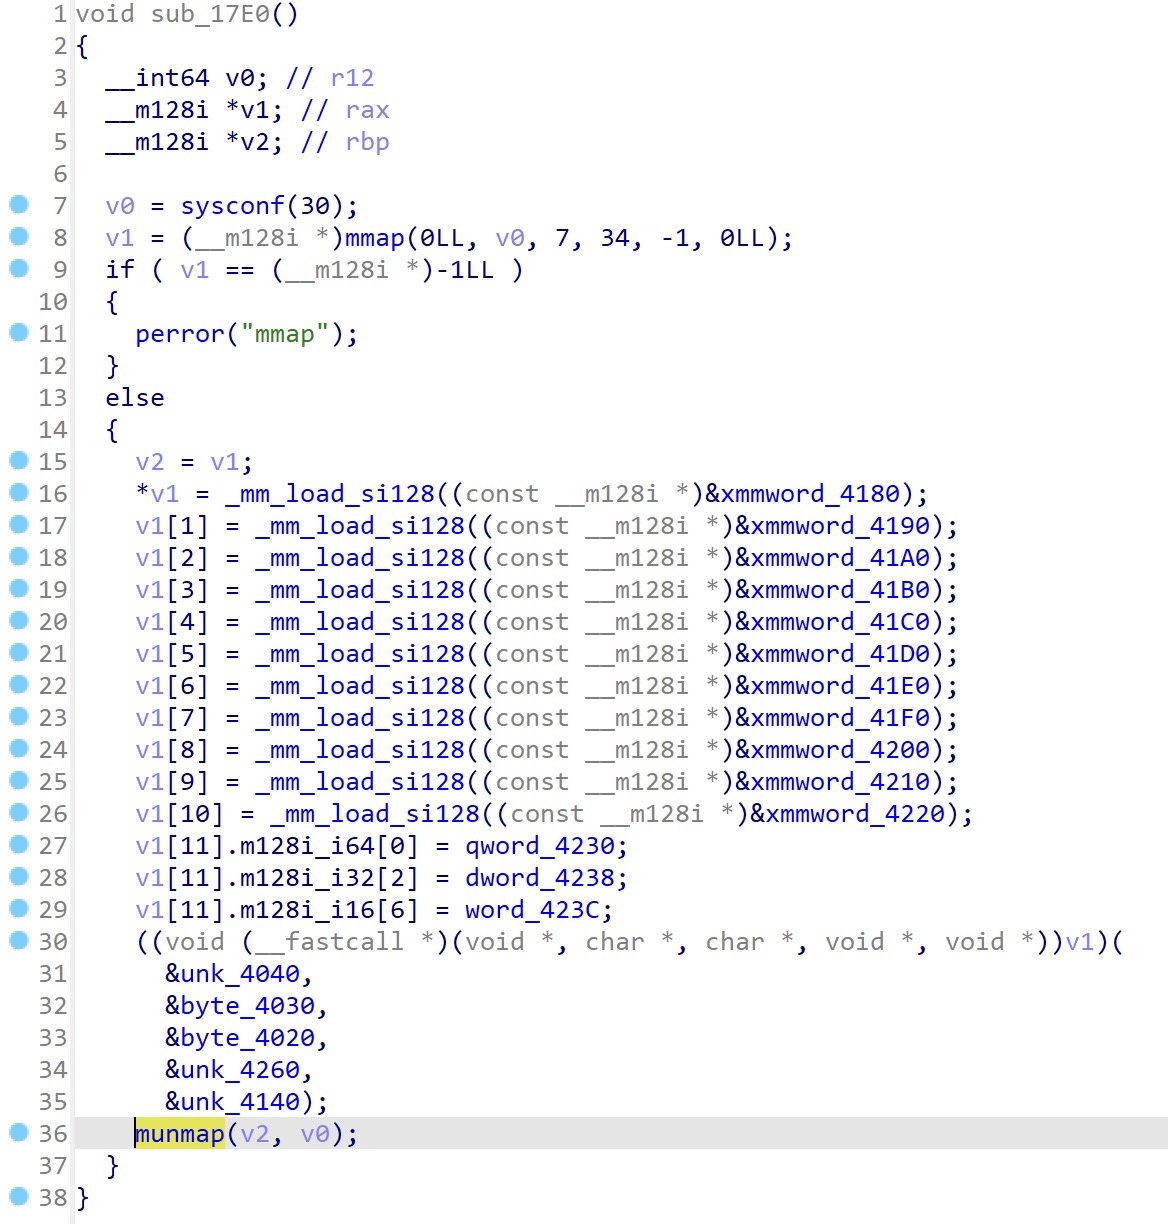 1 void sub_17E0()
2 {
3   __int64 v0; // r12
4   __m128i *v1; // rax
5   __m128i *v2; // rbp
6
7   v0 = sysconf(30);
8   v1 = (__m128i *)mmap(0LL, v0, 7, 34, -1, 0LL);
9   if ( v1 == (__m128i *)-1LL )
10   {
11     perror("mmap");
12   }
13   else
14   {
15     v2 = v1;
16     *v1 = _mm_load_si128((const __m128i *)&xmmword_4180);
17     v1[1] = _mm_load_si128((const __m128i *)&xmmword_4190);
18     v1[2] = _mm_load_si128((const __m128i *)&xmmword_41A0);
19     v1[3] = _mm_load_si128((const __m128i *)&xmmword_41B0);
20     v1[4] = _mm_load_si128((const __m128i *)&xmmword_41C0);
21     v1[5] = _mm_load_si128((const __m128i *)&xmmword_41D0);
22     v1[6] = _mm_load_si128((const __m128i *)&xmmword_41E0);
23     v1[7] = _mm_load_si128((const __m128i *)&xmmword_41F0);
24     v1[8] = _mm_load_si128((const __m128i *)&xmmword_4200);
25     v1[9] = _mm_load_si128((const __m128i *)&xmmword_4210);
26     v1[10] = _mm_load_si128((const __m128i *)&xmmword_4220);
27     v1[11].m128i_i64[0] = qword_4230;
28     v1[11].m128i_i32[2] = dword_4238;
29     v1[11].m128i_i16[6] = word_423C;
30     ((void (__fastcall *)(void *, char *, char *, void *, void *))v1)(
31       &unk_4040,
32       &byte_4030,
33       &byte_4020,
34       &unk_4260,
35       &unk_4140);
36     munmap(v2, v0);
37   }
38 }